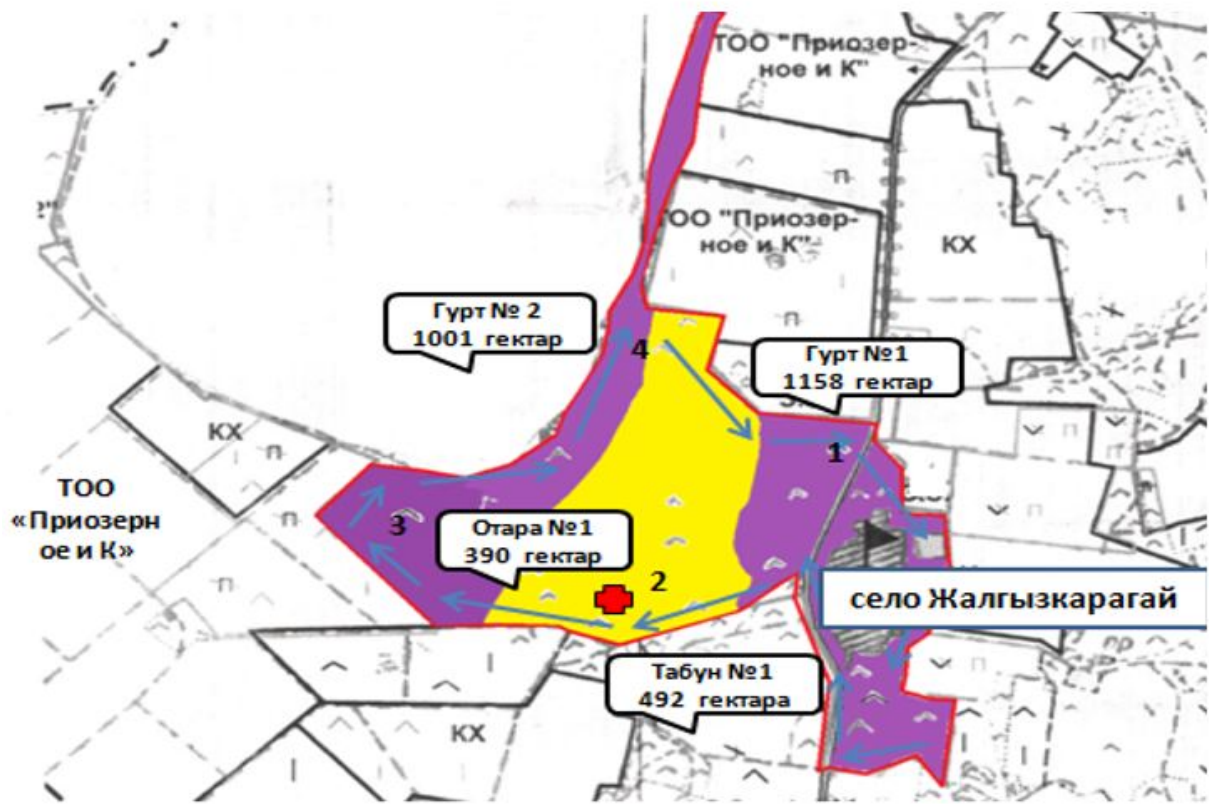 ТОО "Приозер-
ное и К"
П
П
ТОО "Приозер-
ное и К"
КХ
П
Гурт № 2
1001 гектар
4
Гурт №1
1158 гектар
КХ
П
1
П
ТОО
«Приозерн
ое и К»
П
3
Отара №1
390 гектар
2
село Жалгызкарагай
Табун №1
492 гектара
П
пр
КХ